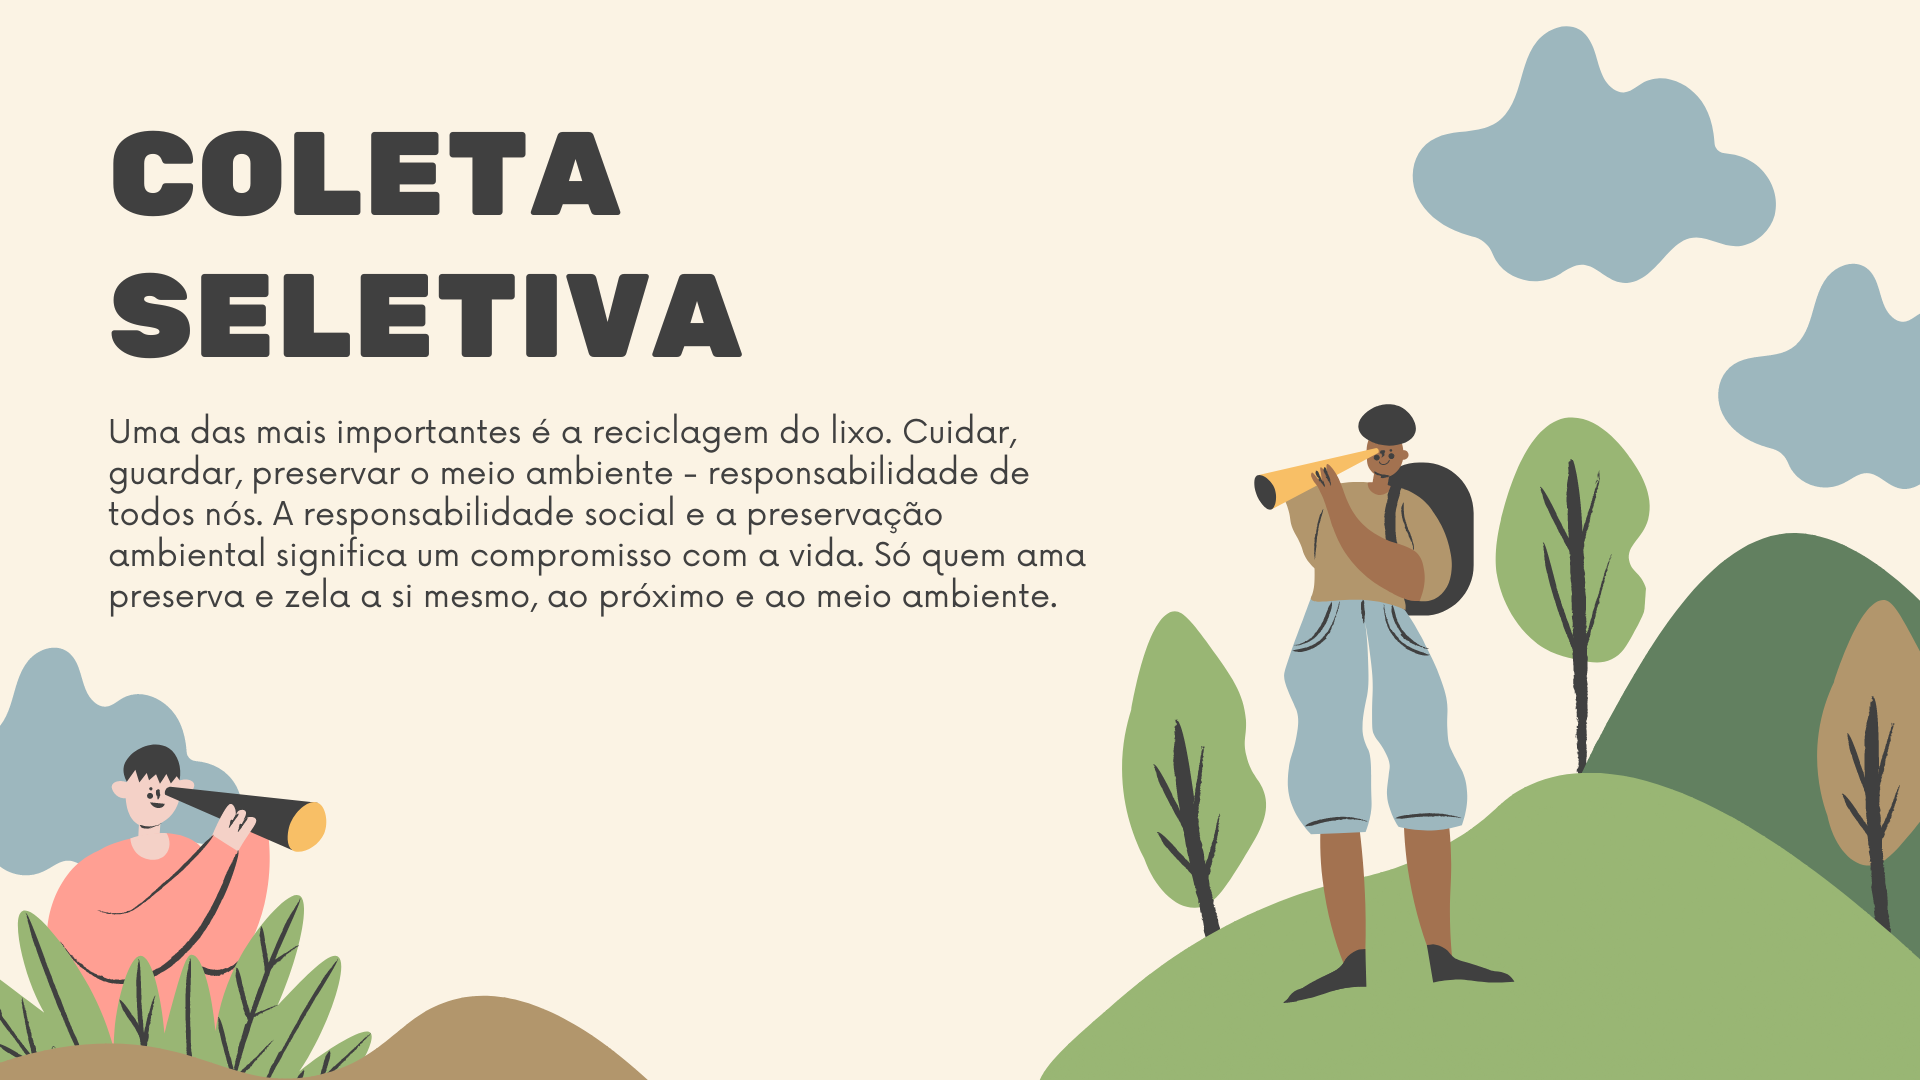 COLETA
SELETIVA
Uma das mais importantes é a reciclagem do lixo. Cuidar,
guardar, preservar o meio ambiente - responsabilidade de
todos nós. A responsabilidade social e a preservação
ambiental significa um compromisso com a vida. Só quem ama
preserva e zela a si mesmo, ao próximo e ao meio ambiente.